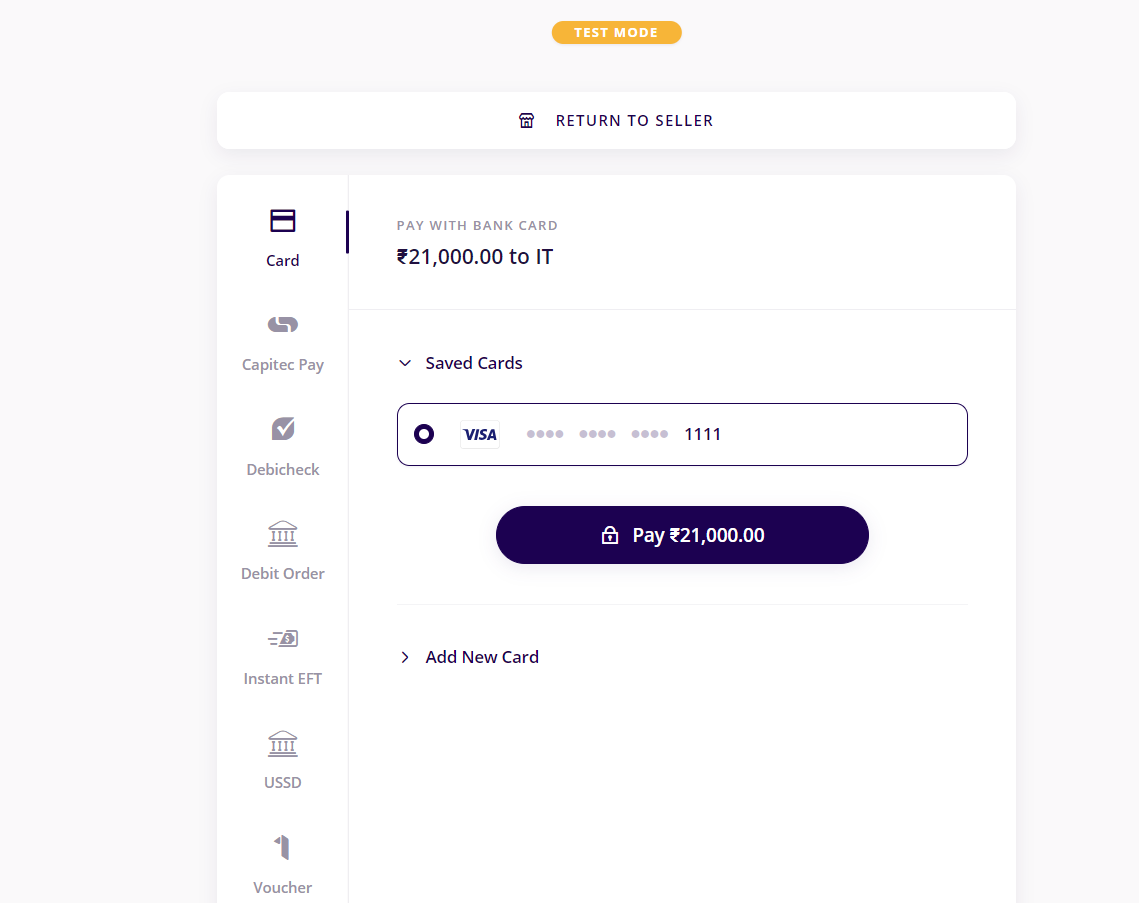 TEST MODE
RETURN TO SELLER
Card
Capitec Pay
Debicheck
Debit Order
Instant EFT
USSD
Voucher
PAY WITH BANK CARD
₹21,000.00 to IT
Saved Cards
VISA •••• •••• •••• 1111
Pay ₹21,000.00
Add New Card